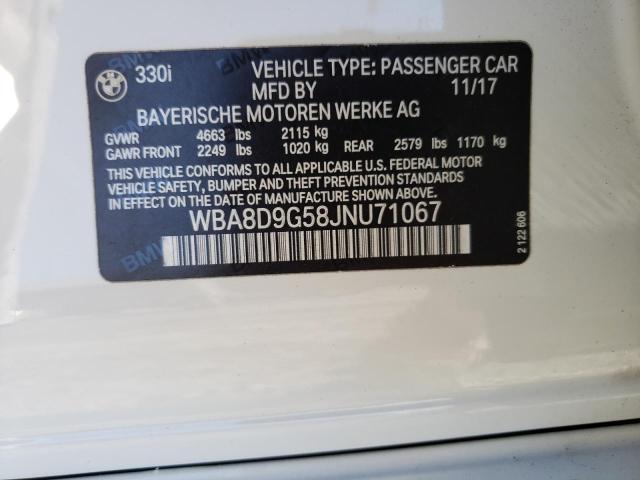 330i VEHICLE TYPE: PASSENGER CAR
MFD BY 11/17
BAYERISCHE MOTOREN WERKE AG
GVWR 4663 lbs 2115 kg
GAWR FRONT 2249 lbs 1020 kg REAR 2579 lbs 1170 kg
THIS VEHICLE CONFORMS TO ALL APPLICABLE U.S. FEDERAL MOTOR
VEHICLE SAFETY, BUMPER AND THEFT PREVENTION STANDARDS IN
EFFECT ON THE DATE OF MANUFACTURE SHOWN ABOVE.
WBA8D9G58JNU71067
2 122 606